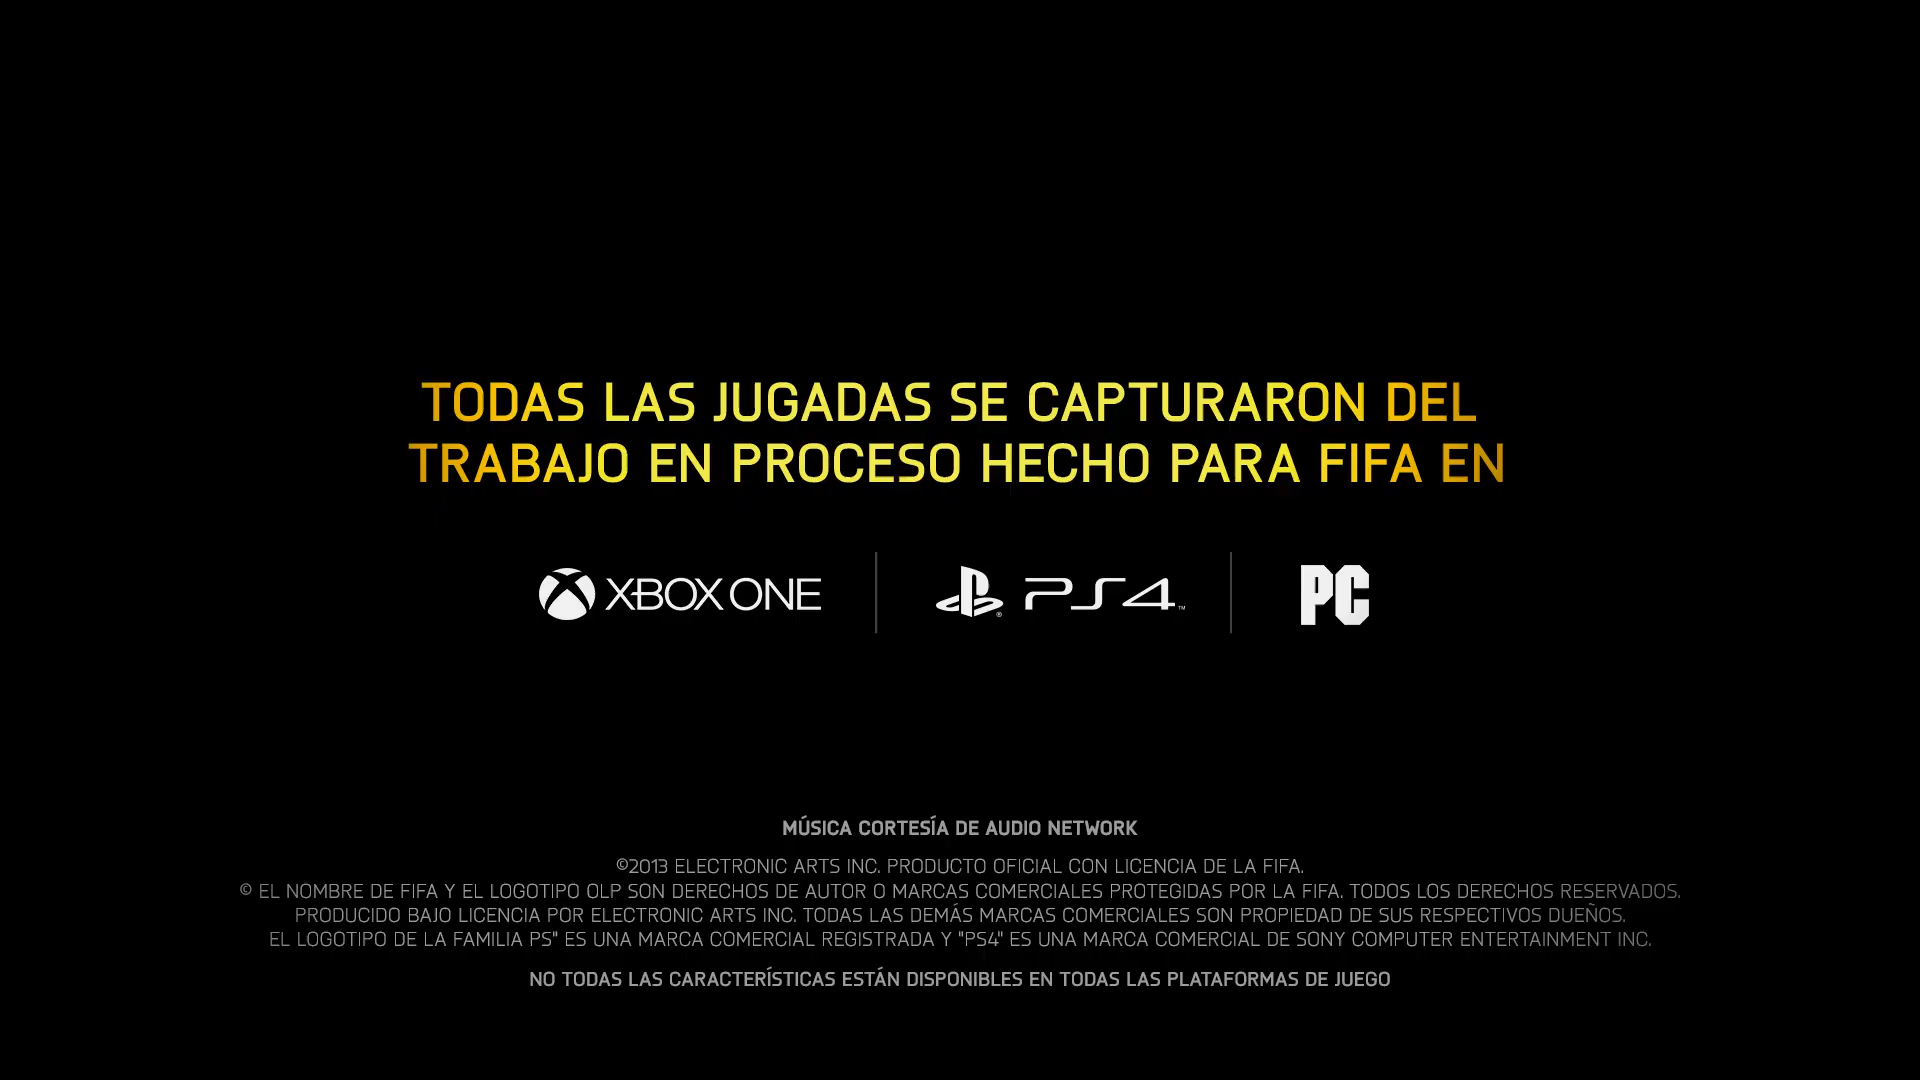 TODAS LAS JUGADAS SE CAPTURARON DEL
TRABAJO EN PROCESO HECHO PARA FIFA EN
XBOX ONE PS4™ PC
MÚSICA CORTESÍA DE AUDIO NETWORK
©2013 ELECTRONIC ARTS INC. PRODUCTO OFICIAL CON LICENCIA DE LA FIFA.
© EL NOMBRE DE FIFA Y EL LOGOTIPO OLP SON DERECHOS DE AUTOR O MARCAS COMERCIALES PROTEGIDAS POR LA FIFA. TODOS LOS DERECHOS RESERVADOS.
PRODUCIDO BAJO LICENCIA POR ELECTRONIC ARTS INC. TODAS LAS DEMÁS MARCAS COMERCIALES SON PROPIEDAD DE SUS RESPECTIVOS DUEÑOS.
EL LOGOTIPO DE LA FAMILIA PS" ES UNA MARCA COMERCIAL REGISTRADA Y "PS4" ES UNA MARCA COMERCIAL DE SONY COMPUTER ENTERTAINMENT INC.
NO TODAS LAS CARACTERÍSTICAS ESTÁN DISPONIBLES EN TODAS LAS PLATAFORMAS DE JUEGO